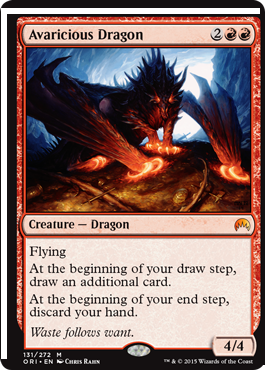 Avaricious Dragon 2
Creature — Dragon
Flying
At the beginning of your draw step,
draw an additional card.
At the beginning of your end step,
discard your hand.
Waste follows want.
4/4
131/272 M
ORI • EN Chris Rahn
™ & © 2015 Wizards of the Coast